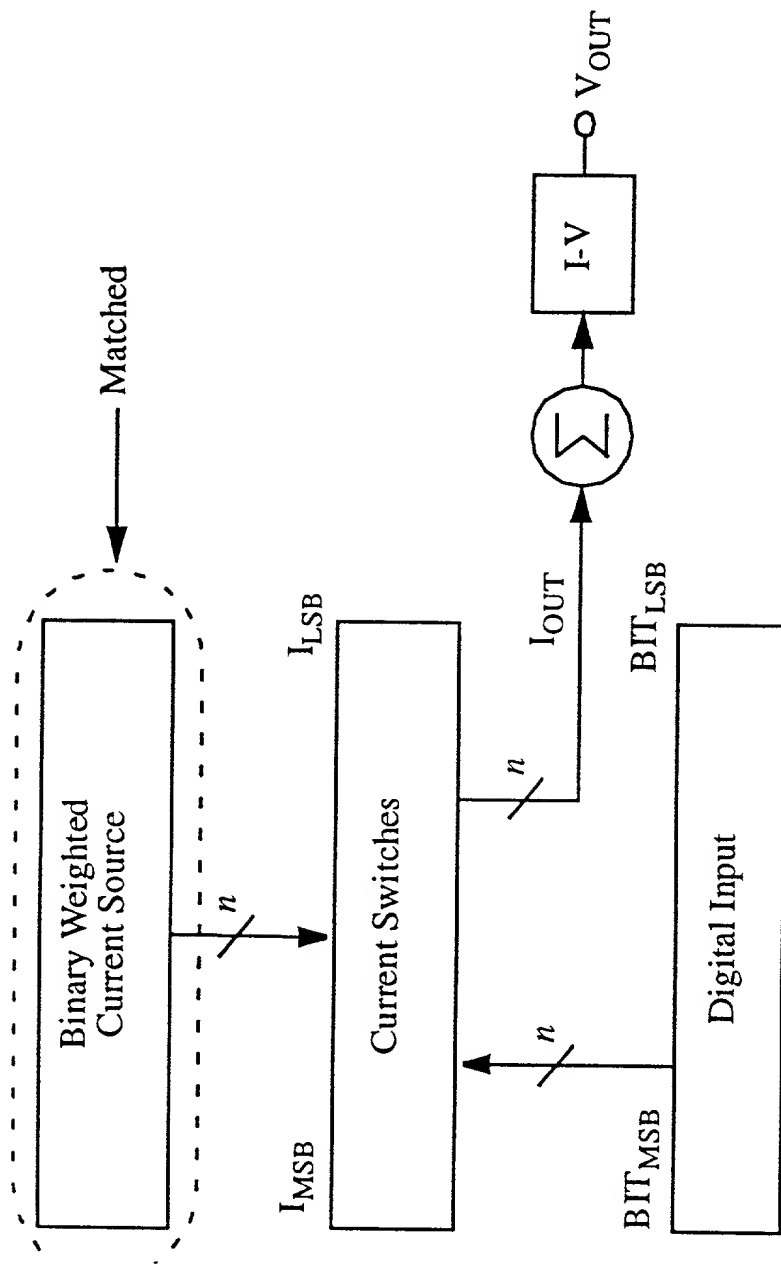 Matched
Binary Weighted
Current Source
n
I_MSB
I_LSB
Current Switches
n
n
I_OUT
Σ
I-V
V_OUT
BIT_MSB
BIT_LSB
Digital Input